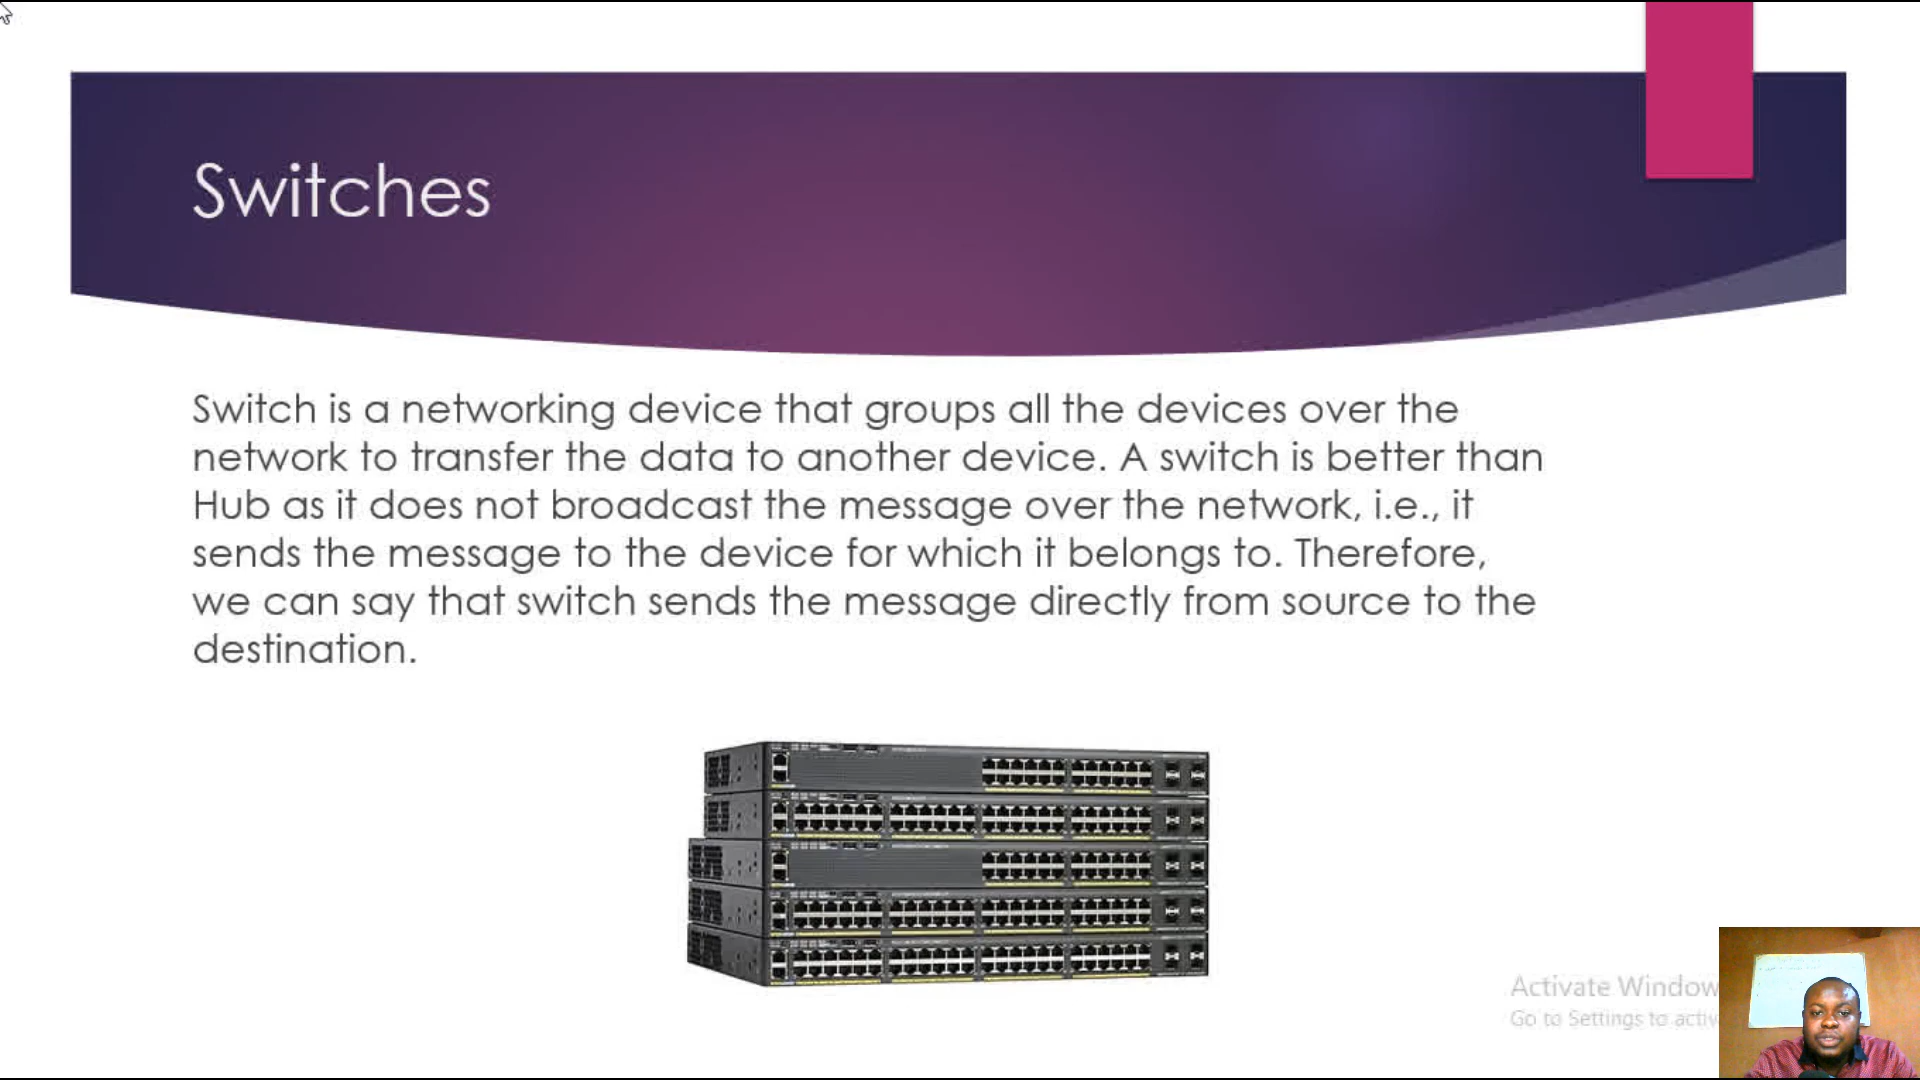 Switches
Switch is a networking device that groups all the devices over the
network to transfer the data to another device. A switch is better than
Hub as it does not broadcast the message over the network, i.e., it
sends the message to the device for which it belongs to. Therefore,
we can say that switch sends the message directly from source to the
destination.
Activate Window
Go to Settings to activ